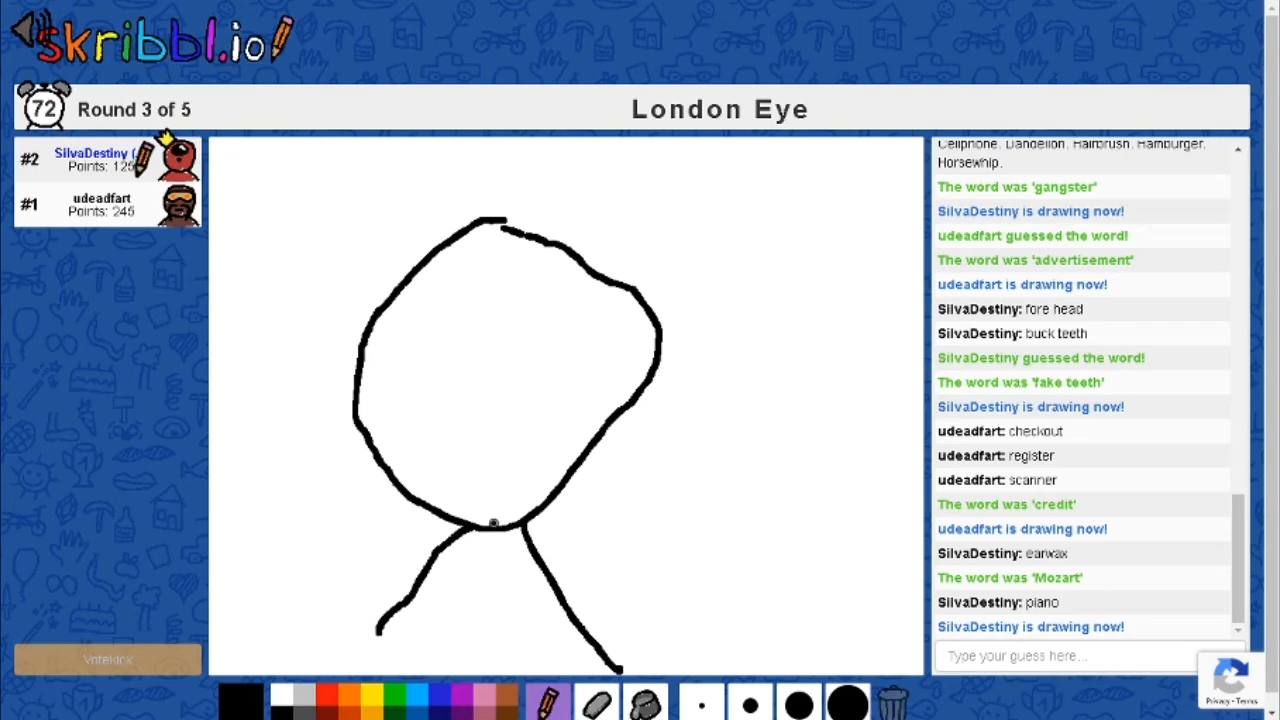 skribbl.io
72 Round 3 of 5
London Eye
#2 SilvaDestiny (
Points: 125
#1 udeadfart
Points: 245
Votekick
Cellphone, Dandelion, Hairbrush, Hamburger,
Horsewhip.
The word was 'gangster'
SilvaDestiny is drawing now!
udeadfart guessed the word!
The word was 'advertisement'
udeadfart is drawing now!
SilvaDestiny: fore head
SilvaDestiny: buck teeth
SilvaDestiny guessed the word!
The word was 'fake teeth'
SilvaDestiny is drawing now!
udeadfart: checkout
udeadfart: register
udeadfart: scanner
The word was 'credit'
udeadfart is drawing now!
SilvaDestiny: earwax
The word was 'Mozart'
SilvaDestiny: piano
SilvaDestiny is drawing now!
Type your guess here...
Privacy - Terms